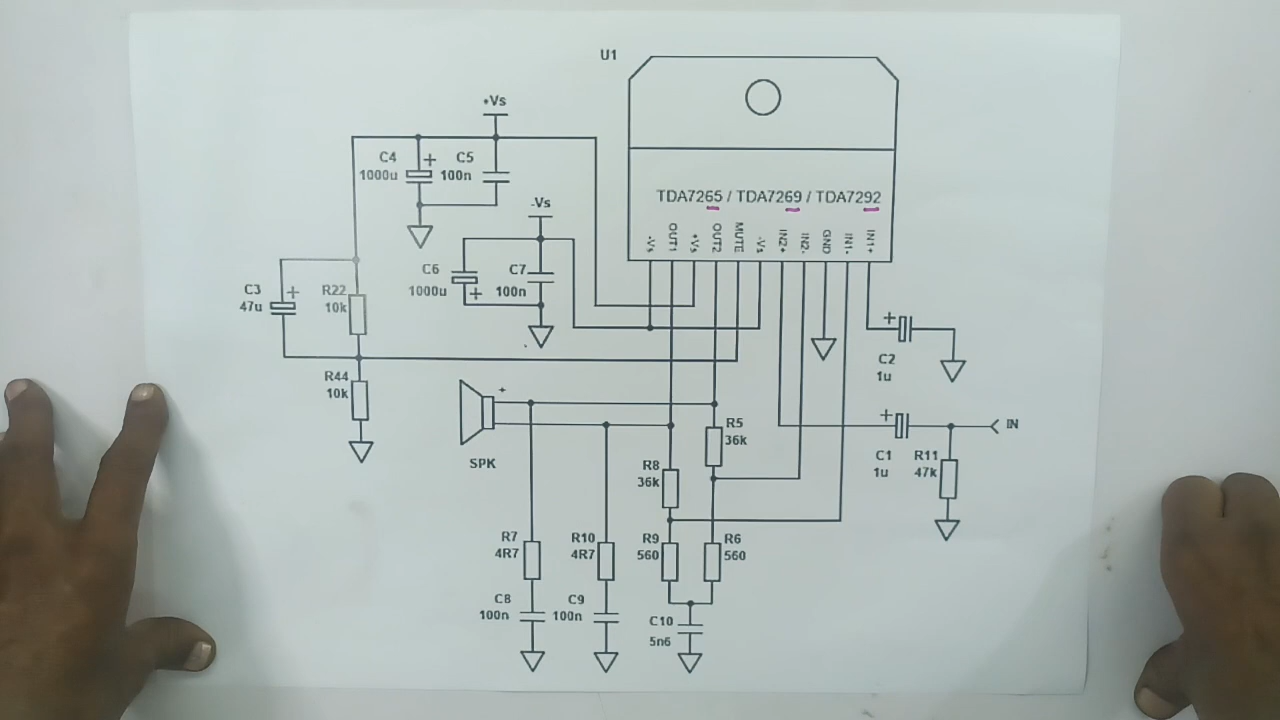 U1
+Vs
C4
1000u
+
C5
100n
TDA7265 / TDA7269 / TDA7292
-Vs
OUT1
+Vs
OUT2
MUTE
-Vs
IN2+
IN2-
GND
IN1-
IN1+
-Vs
C6
1000u
+
C7
100n
C3
47u
+
R22
10k
R44
10k
+
C2
1u
+
SPK
R5
36k
+
IN
C1
1u
R11
47k
R8
36k
R7
4R7
R10
4R7
R9
560
R6
560
C8
100n
C9
100n
C10
5n6